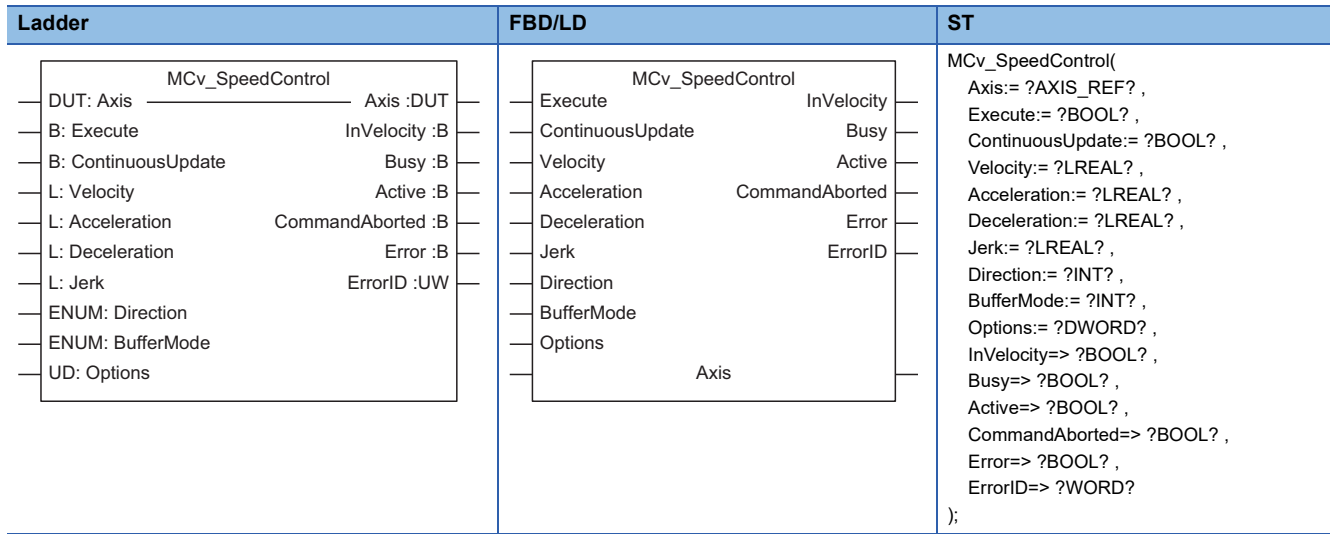 Ladder
FBD/LD
ST
MCv_SpeedControl
DUT: Axis Axis :DUT
B: Execute InVelocity :B
B: ContinuousUpdate Busy :B
L: Velocity Active :B
L: Acceleration CommandAborted :B
L: Deceleration Error :B
L: Jerk ErrorID :UW
ENUM: Direction
ENUM: BufferMode
UD: Options
MCv_SpeedControl
Execute InVelocity
ContinuousUpdate Busy
Velocity Active
Acceleration CommandAborted
Deceleration Error
Jerk ErrorID
Direction
BufferMode
Options
Axis
MCv_SpeedControl(
Axis:= ?AXIS_REF? ,
Execute:= ?BOOL? ,
ContinuousUpdate:= ?BOOL? ,
Velocity:= ?LREAL? ,
Acceleration:= ?LREAL? ,
Deceleration:= ?LREAL? ,
Jerk:= ?LREAL? ,
Direction:= ?INT? ,
BufferMode:= ?INT? ,
Options:= ?DWORD? ,
InVelocity=> ?BOOL? ,
Busy=> ?BOOL? ,
Active=> ?BOOL? ,
CommandAborted=> ?BOOL? ,
Error=> ?BOOL? ,
ErrorID=> ?WORD?
);